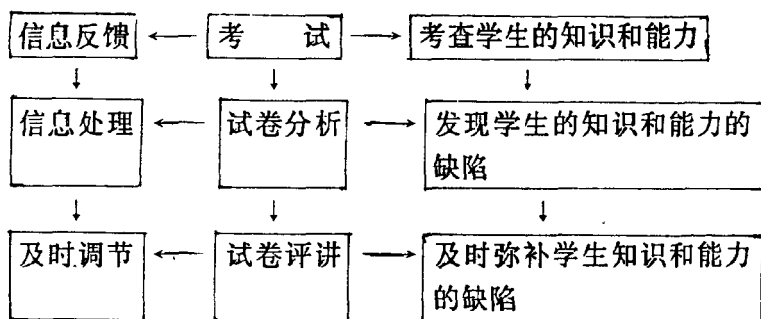 信息反馈 考 试 考查学生的知识和能力
信息处理 试卷分析 发现学生的知识和能力的
缺陷
及时调节 试卷评讲 及时弥补学生知识和能力
的缺陷